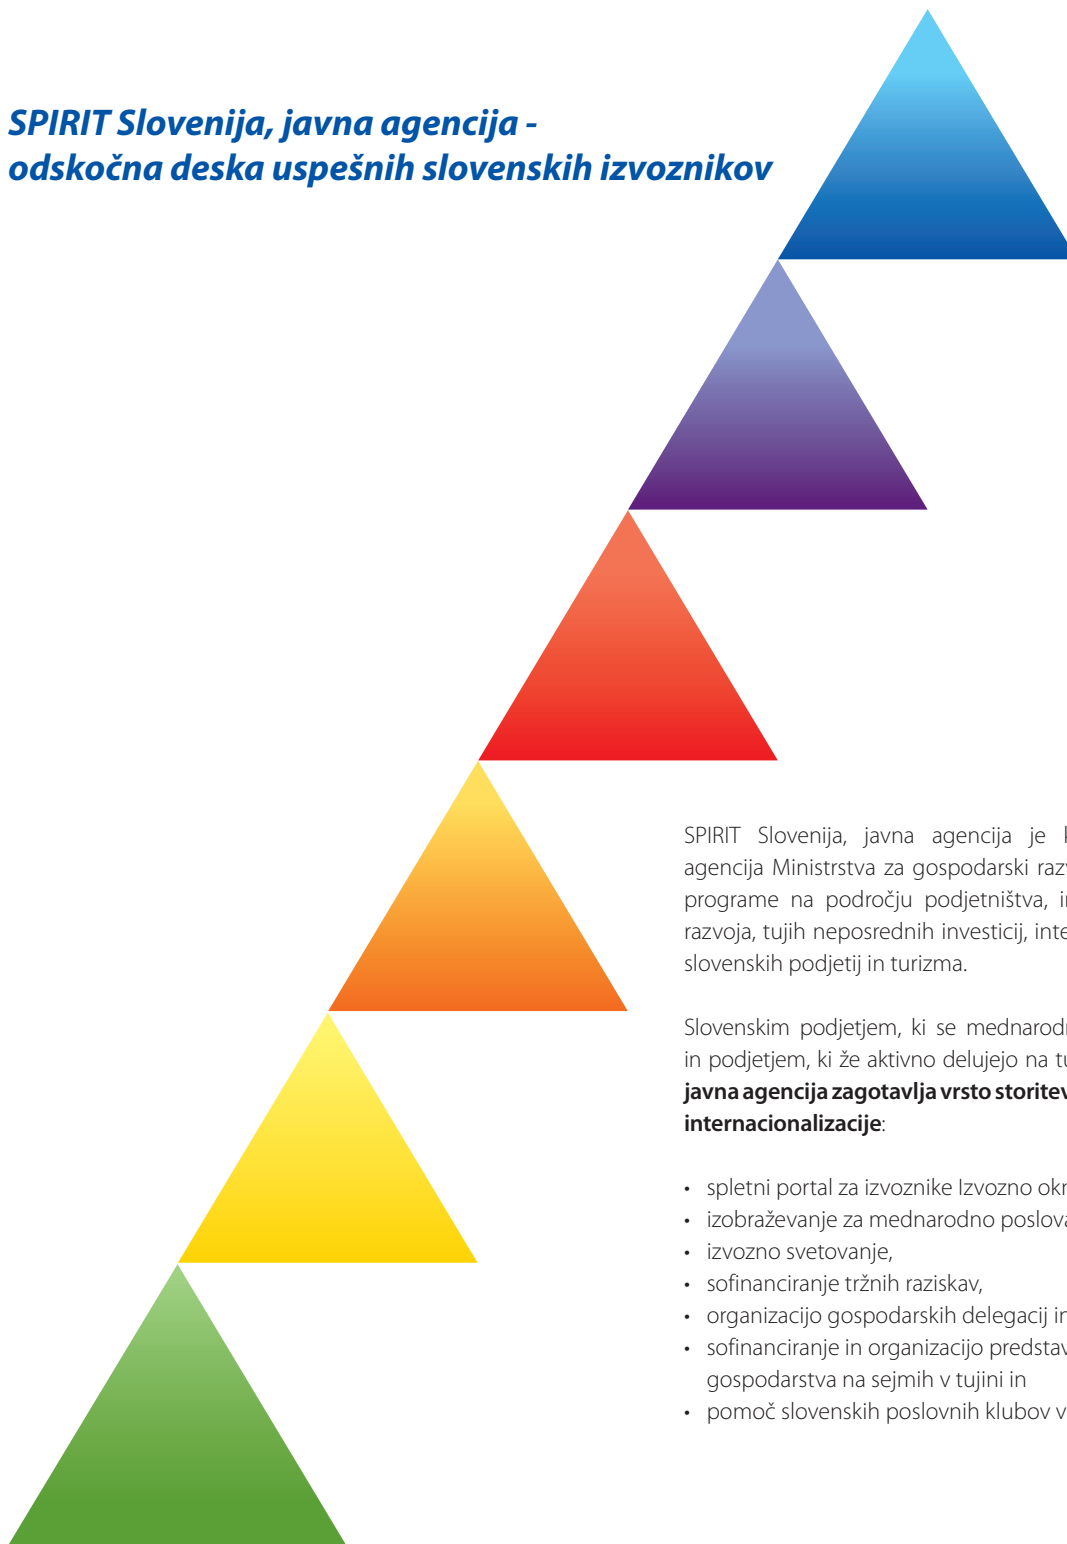 SPIRIT Slovenija, javna agencija -
odskočna deska uspešnih slovenskih izvoznikov
SPIRIT Slovenija, javna agencija je
agencija Ministrstva za gospodarski
programe na področju podjetništva,
razvoja, tujih neposrednih investicij,
slovenskih podjetij in turizma.
Slovenskim podjetjem, ki se
in podjetjem, ki že aktivno delujejo na
javna agencija zagotavlja vrsto
internacionalizacije:
• spletni portal za izvoznike Izvozno
• izobraževanje za mednarodno
• izvozno svetovanje,
• sofinanciranje tržnih raziskav,
• organizacijo gospodarskih delegacij
• sofinanciranje in organizacijo
gospodarstva na sejmih v tujini in
• pomoč slovenskih poslovnih klubov v